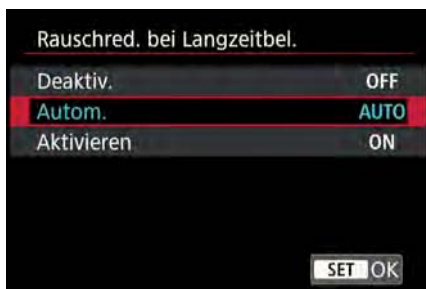 Rauschred. bei Langzeitbel.
Deaktiv. OFF
Autom. AUTO
Aktivieren ON
SET OK